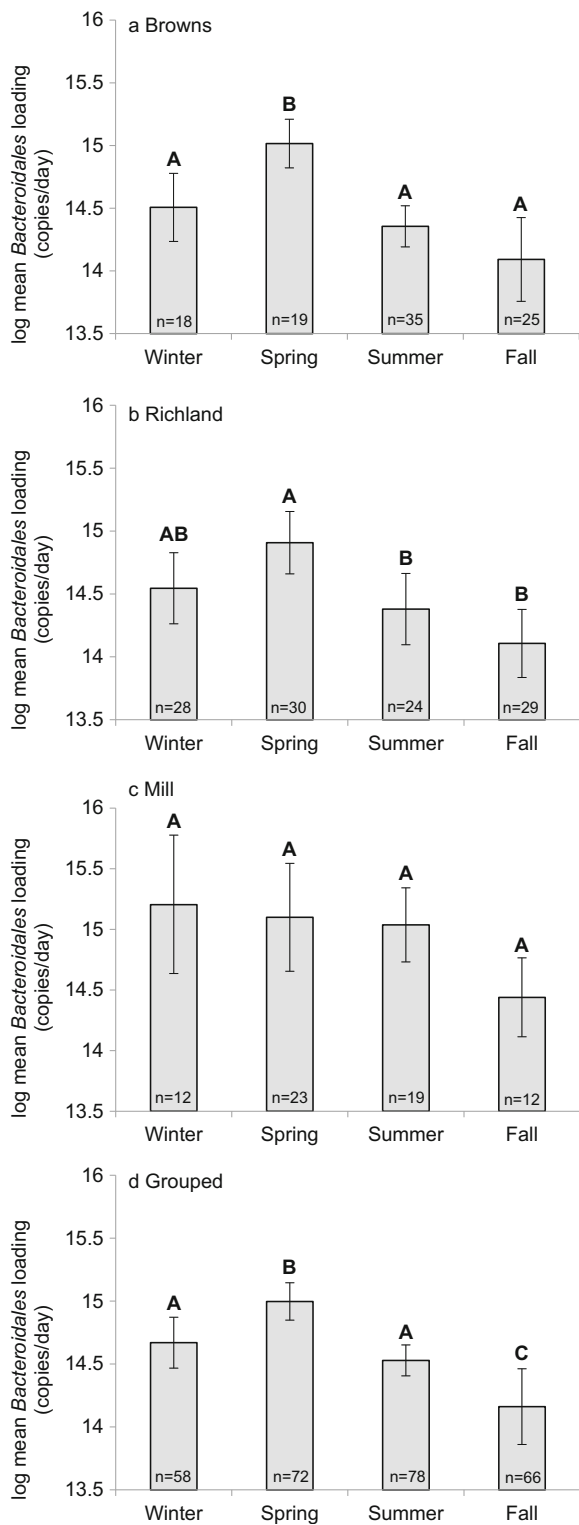 a Browns
log mean Bacteroidales loading
(copies/day)
16
15.5
15
14.5
14
13.5
A
B
A
A
n=18
n=19
n=35
n=25
Winter
Spring
Summer
Fall
b Richland
log mean Bacteroidales loading
(copies/day)
16
15.5
15
14.5
14
13.5
AB
A
B
B
n=28
n=30
n=24
n=29
Winter
Spring
Summer
Fall
c Mill
log mean Bacteroidales loading
(copies/day)
16
15.5
15
14.5
14
13.5
A
A
A
A
n=12
n=23
n=19
n=12
Winter
Spring
Summer
Fall
d Grouped
log mean Bacteroidales loading
(copies/day)
16
15.5
15
14.5
14
13.5
A
B
A
C
n=58
n=72
n=78
n=66
Winter
Spring
Summer
Fall